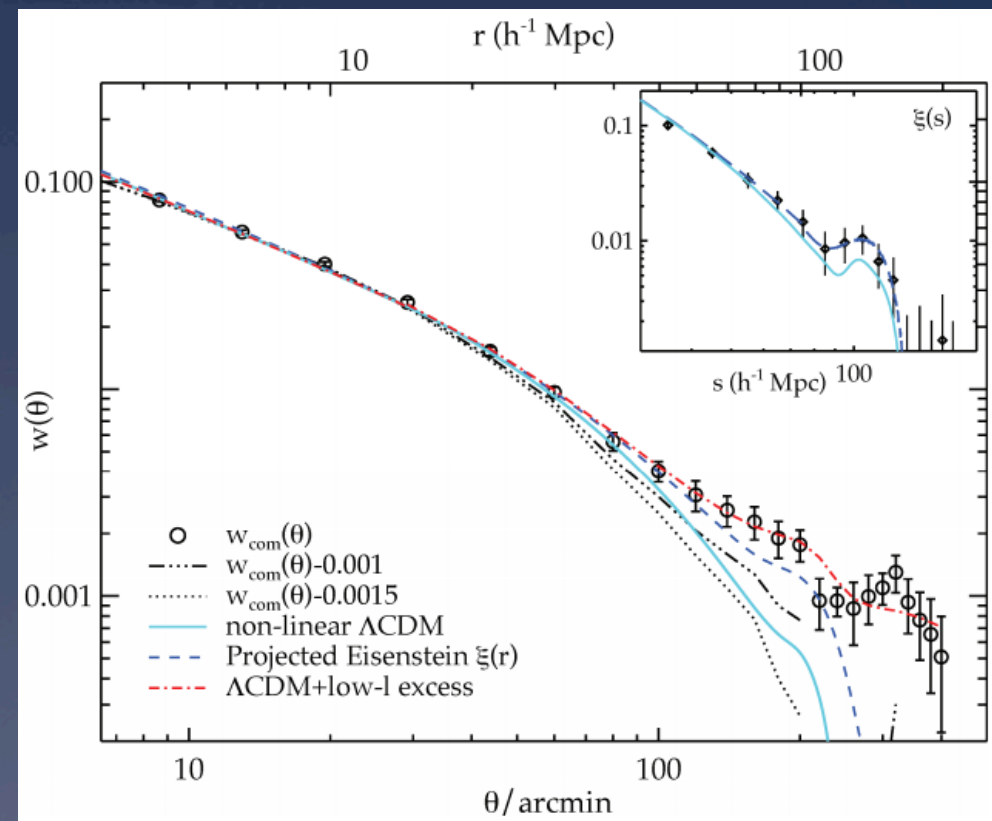 r (h⁻¹ Mpc)
10 100
0.1
ξ(s)
0.01
s (h⁻¹ Mpc) 100
0.100
w(θ)
w_com(θ)
w_com(θ)-0.001
w_com(θ)-0.0015
0.001
non-linear ΛCDM
Projected Eisenstein ξ(r)
ΛCDM+low-l excess
10 100
θ/arcmin